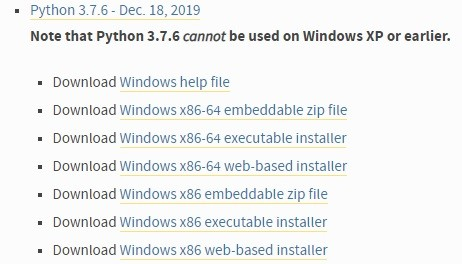 Python 3.7.6 - Dec. 18, 2019
Note that Python 3.7.6 cannot be used on Windows XP or earlier.
Download Windows help file
Download Windows x86-64 embeddable zip file
Download Windows x86-64 executable installer
Download Windows x86-64 web-based installer
Download Windows x86 embeddable zip file
Download Windows x86 executable installer
Download Windows x86 web-based installer